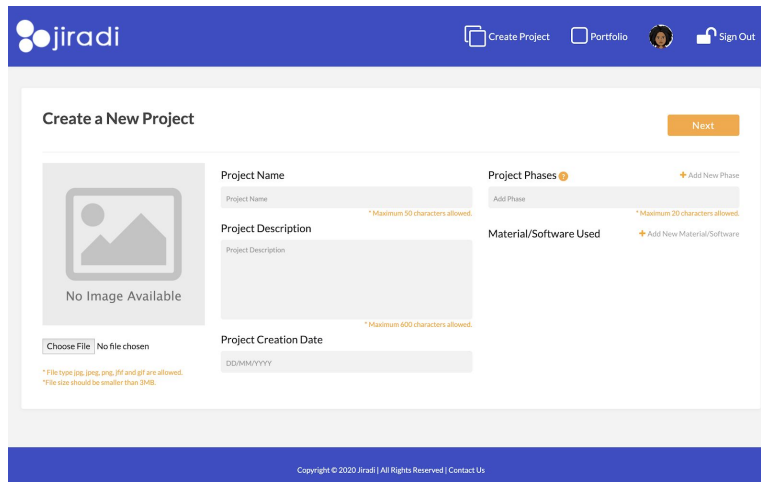 jiradi
Create Project
Portfolio
Sign Out
Create a New Project
Next
No Image Available
Choose File No file chosen
* File type jpg, jpeg, png, jfif and gif are allowed.
*File size should be smaller than 3MB.
Project Name
Project Name
* Maximum 50 characters allowed.
Project Description
Project Description
* Maximum 600 characters allowed.
Project Creation Date
DD/MM/YYYY
Project Phases ?
+ Add New Phase
Add Phase
* Maximum 20 characters allowed.
Material/Software Used
+ Add New Material/Software
Copyright © 2020 Jiradi | All Rights Reserved | Contact Us